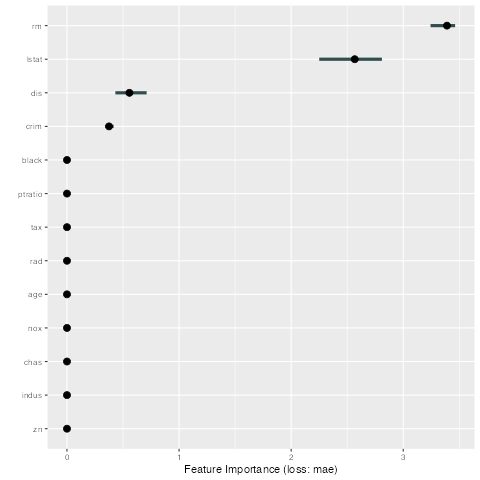 rm
lstat
dis
crim
black
ptratio
tax
rad
age
nox
chas
indus
zn
0 1 2 3
Feature Importance (loss: mae)